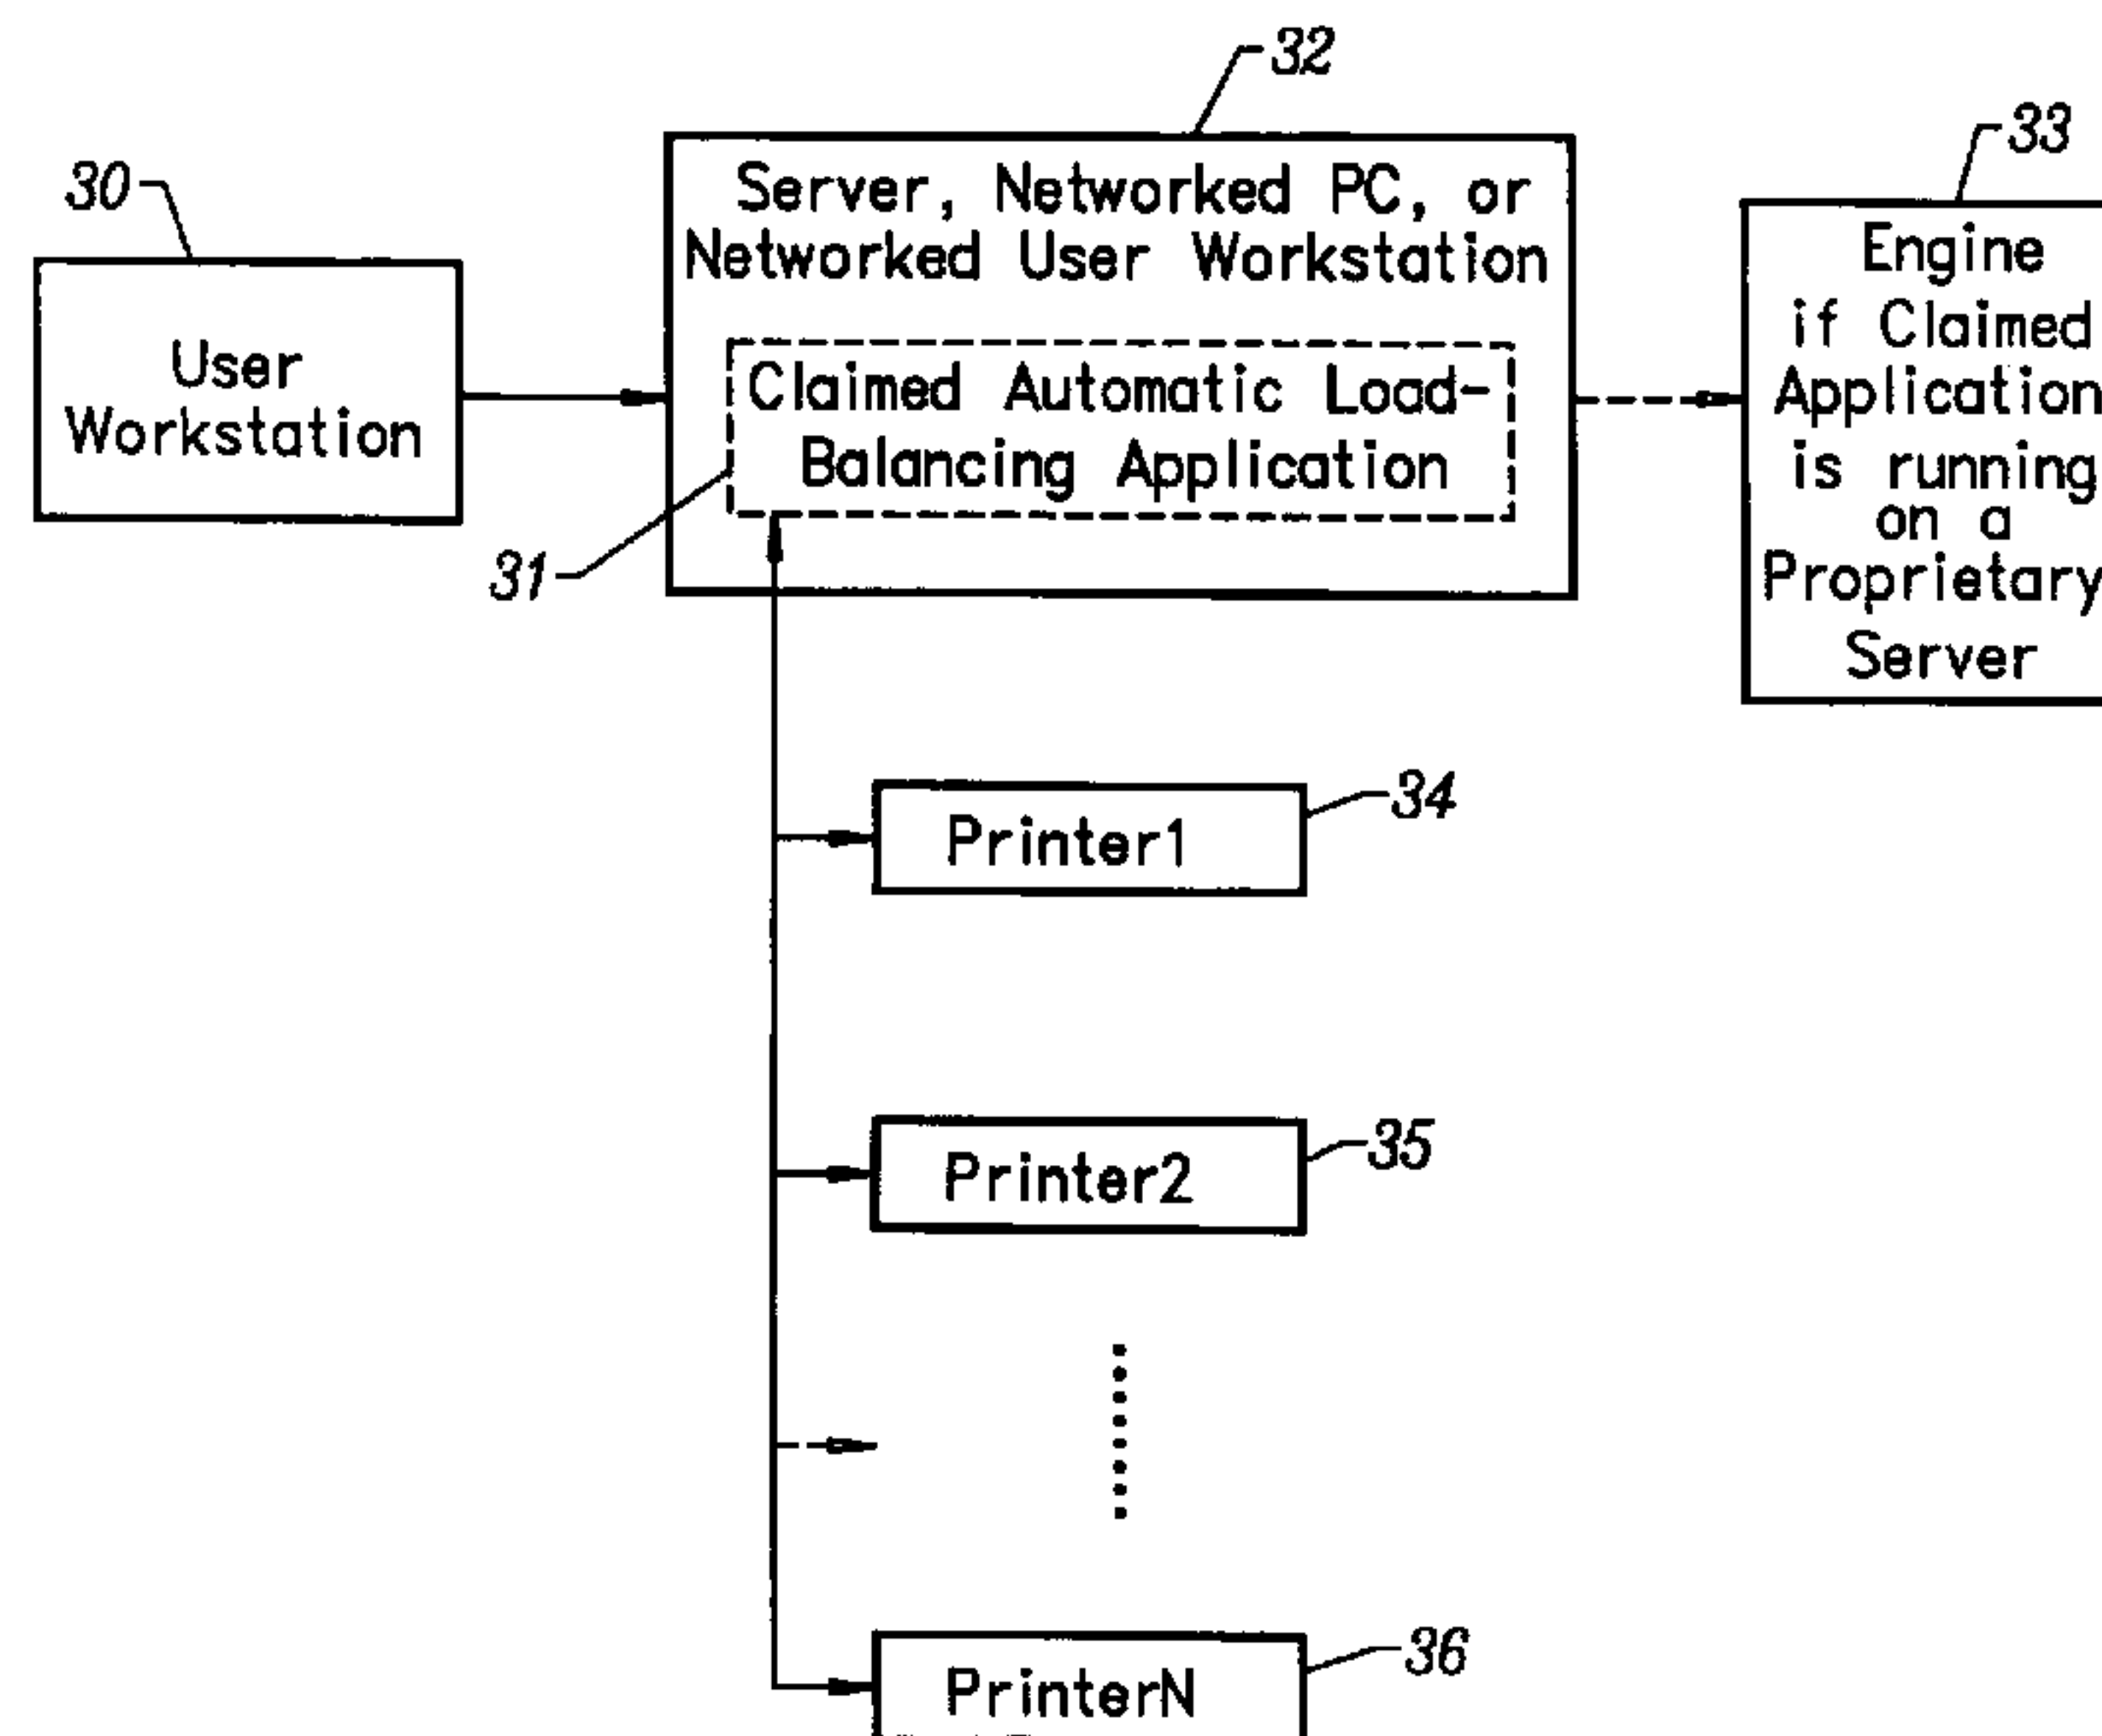 32
33
30
Server, Networked PC, or
Networked User Workstation
Engine
if Claimed
Application
is running
on a
Proprietary
Server
User
Workstation
Claimed Automatic Load-
Balancing Application
31
34
Printer1
35
Printer2
36
PrinterN